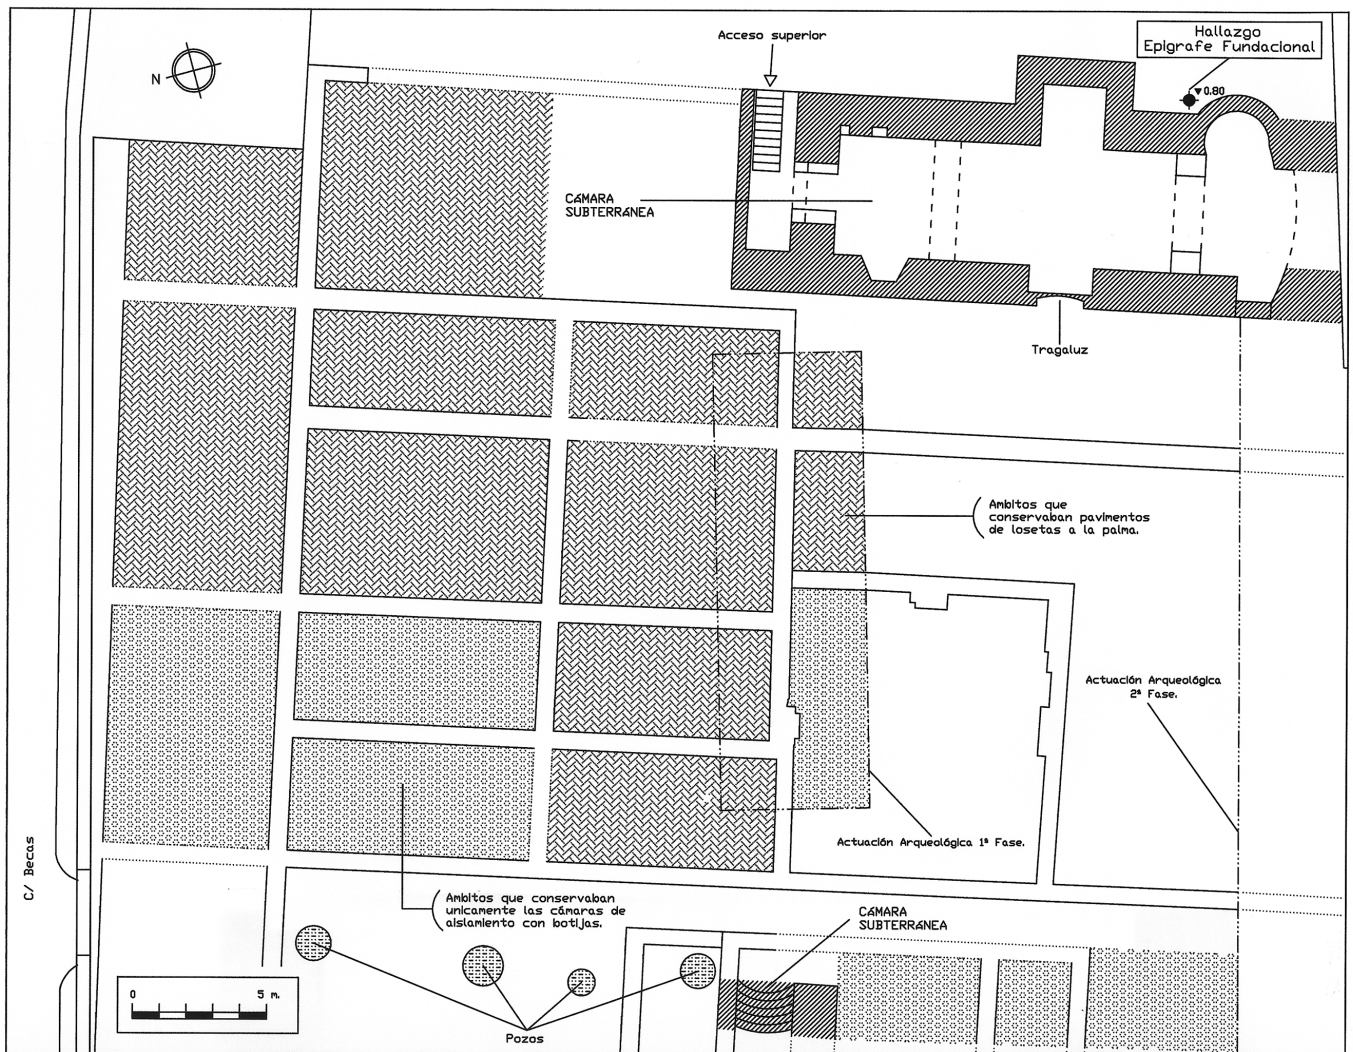 Acceso superior
Hallazgo
Epigrafe Fundacional
N
0.80
CÁMARA
SUBTERRÁNEA
Tragaluz
Ambitos que
conservaban pavimentos
de losetas a la palma.
Actuación Arqueológica
2ª Fase.
Actuación Arqueológica 1ª Fase.
C/ Becas
Ambitos que conservaban
unicamente las cámaras de
aislamiento con botijas.
CÁMARA
SUBTERRÁNEA
0 5 m.
Pozos